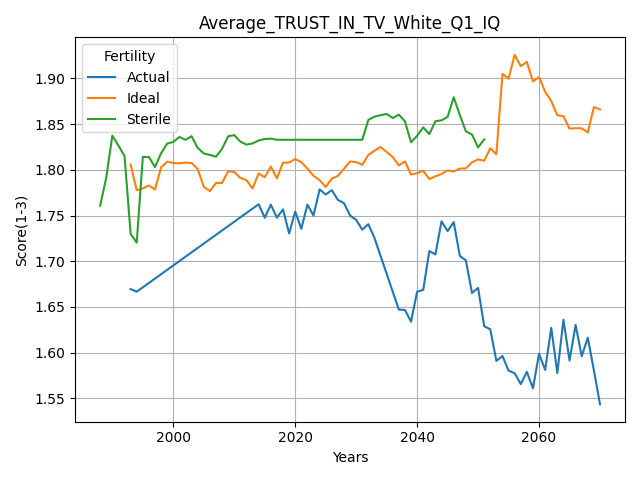 Average_TRUST_IN_TV_White_Q1_IQ
Fertility
Actual
Ideal
Sterile
Score(1-3)
1.90
1.85
1.80
1.75
1.70
1.65
1.60
1.55
2000
2020
2040
2060
Years